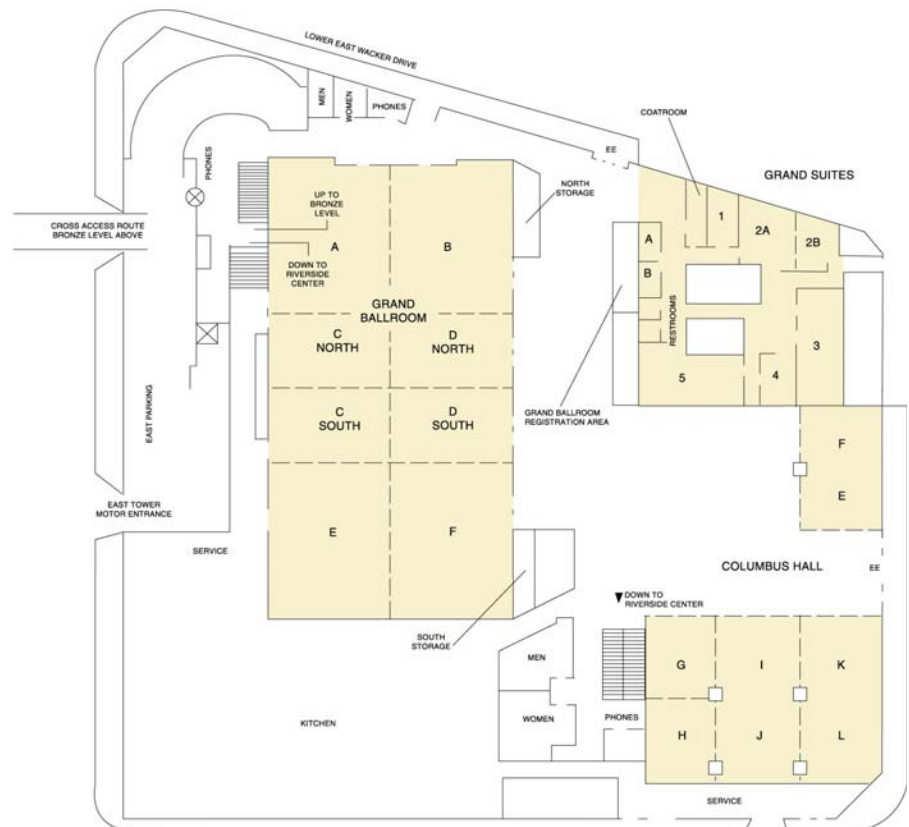 LOWER EAST WACKER DRIVE
MEN
WOMEN
PHONES
COATROOM
EE
GRAND SUITES
PHONES
NORTH
STORAGE
UP TO
BRONZE
LEVEL
1
2A
2B
CROSS ACCESS ROUTE
BRONZE LEVEL ABOVE
A
B
A
B
DOWN TO
RIVERSIDE
CENTER
GRAND
BALLROOM
RESTROOMS
C
NORTH
D
NORTH
3
5
4
EAST PARKING
C
SOUTH
D
SOUTH
GRAND BALLROOM
REGISTRATION AREA
F
E
EAST TOWER
MOTOR ENTRANCE
E
F
SERVICE
COLUMBUS HALL
EE
DOWN TO
RIVERSIDE CENTER
SOUTH
STORAGE
MEN
G
I
K
WOMEN
PHONES
KITCHEN
H
J
L
SERVICE